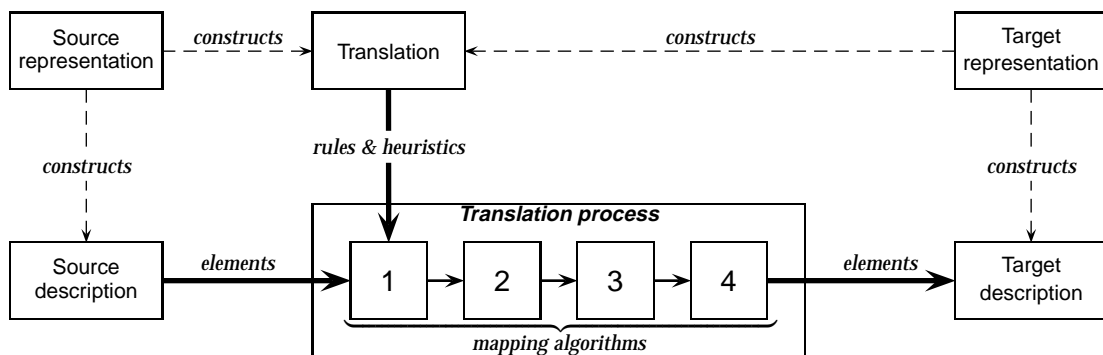 Source
representation
constructs
Translation
constructs
Target
representation
constructs
rules & heuristics
constructs
Translation process
Source
description
elements
1
2
3
4
elements
Target
description
mapping algorithms